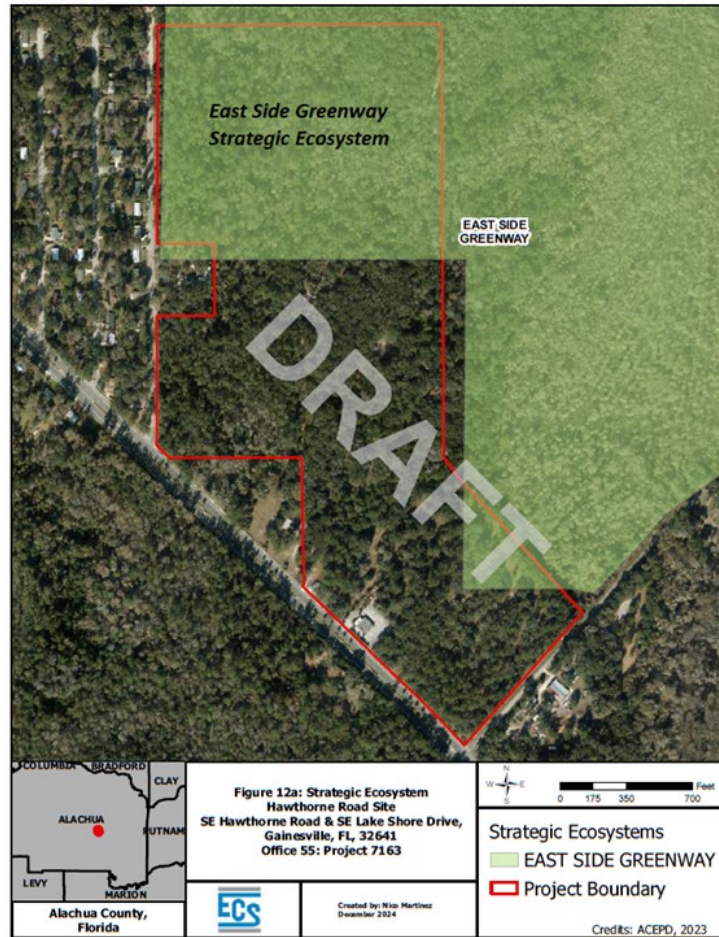 East Side Greenway
Strategic Ecosystem
EAST SIDE
GREENWAY
DRAFT
COLUMBIA
BRADFORD
CLAY
ALACHUA
PUTNAM
LEVY
MARION
Alachua County,
Florida
Figure 12a: Strategic Ecosystem
Hawthorne Road Site
SE Hawthorne Road & SE Lake Shore Drive,
Gainesville, FL, 32641
Office 55: Project 7163
ECS
Created by: Nico Martinez
December 2024
N
W E
S
Feet
0 175 350 700
Strategic Ecosystems
EAST SIDE GREENWAY
Project Boundary
Credits: ACEPD, 2023